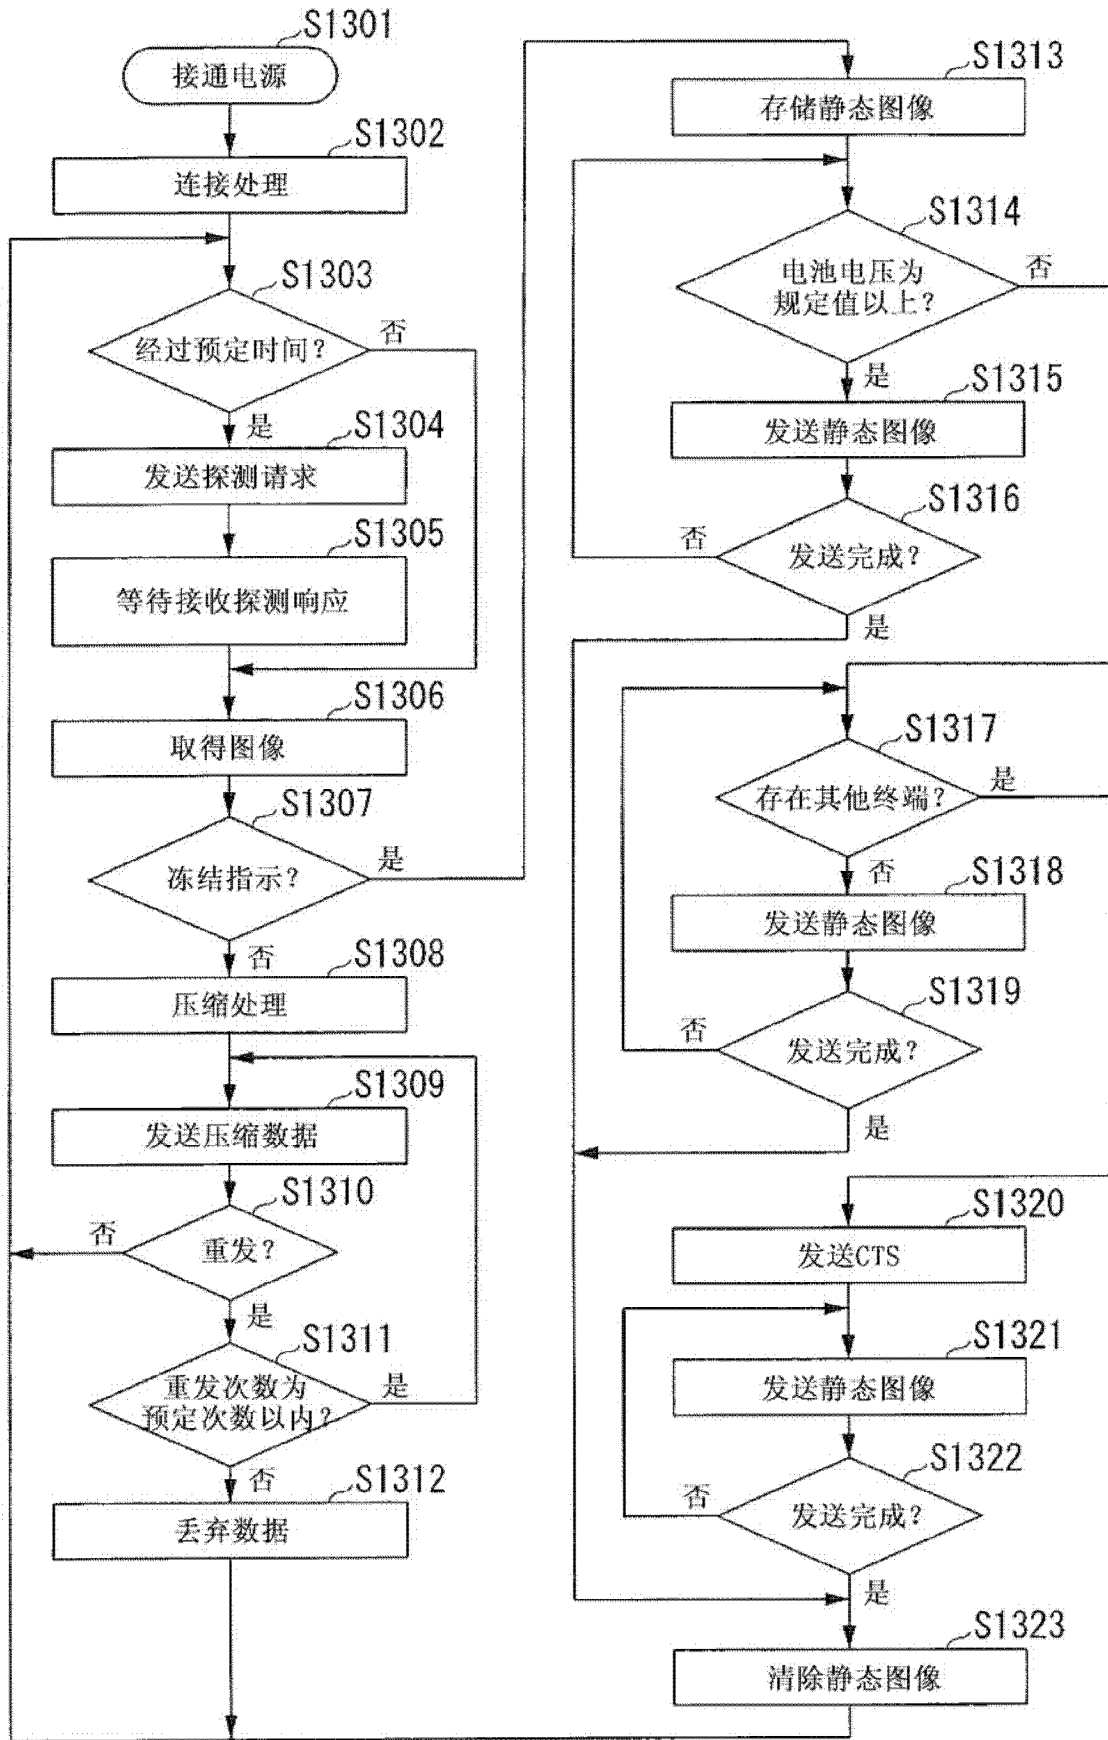 S1301
接通电源
S1302
连接处理
S1303
经过预定时间?
否
是
S1304
发送探测请求
S1305
等待接收探测响应
S1306
取得图像
S1307
冻结指示?
是
否
S1308
压缩处理
S1309
发送压缩数据
S1310
重发?
否
是
S1311
重发次数为
预定次数以内?
是
否
S1312
丢弃数据
S1313
存储静态图像
S1314
电池电压为
规定值以上?
否
是
S1315
发送静态图像
S1316
发送完成?
否
是
S1317
存在其他终端?
是
否
S1318
发送静态图像
S1319
发送完成?
否
是
S1320
发送CTS
S1321
发送静态图像
S1322
发送完成?
否
是
S1323
清除静态图像